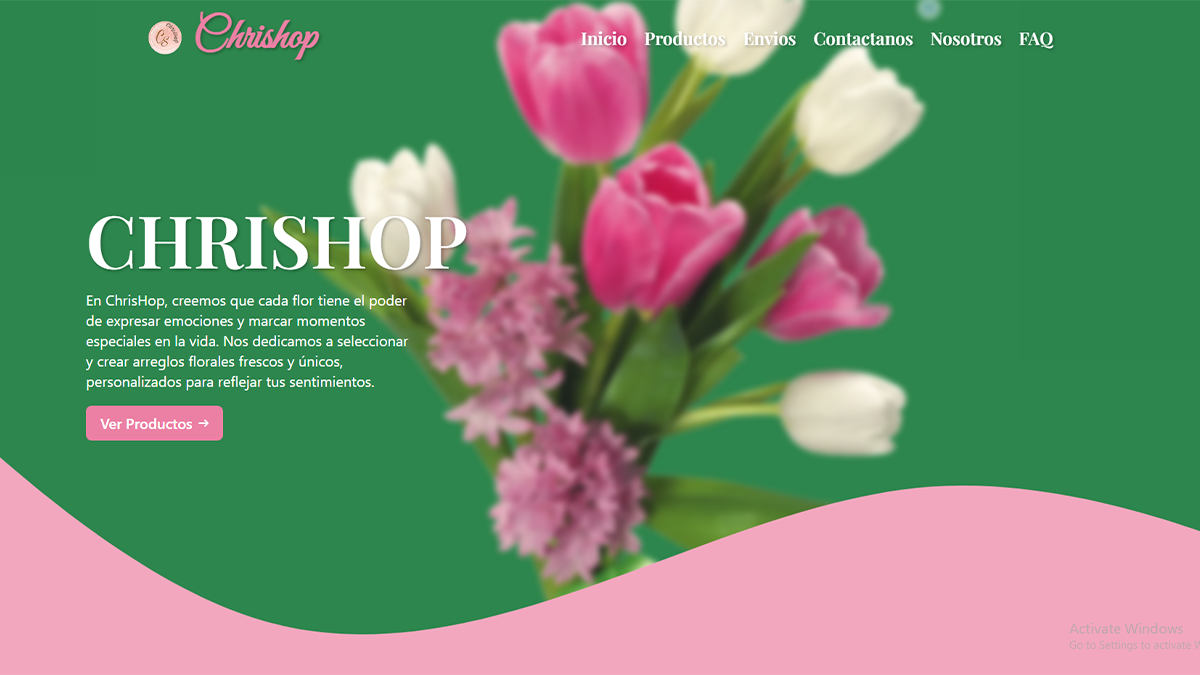 Chrishop
Inicio Productos Envios Contactanos Nosotros FAQ
CHRISHOP
En ChrisHop, creemos que cada flor tiene el poder
de expresar emociones y marcar momentos
especiales en la vida. Nos dedicamos a seleccionar
y crear arreglos florales frescos y únicos,
personalizados para reflejar tus sentimientos.
Ver Productos →
Activate Windows
Go to Settings to activate W